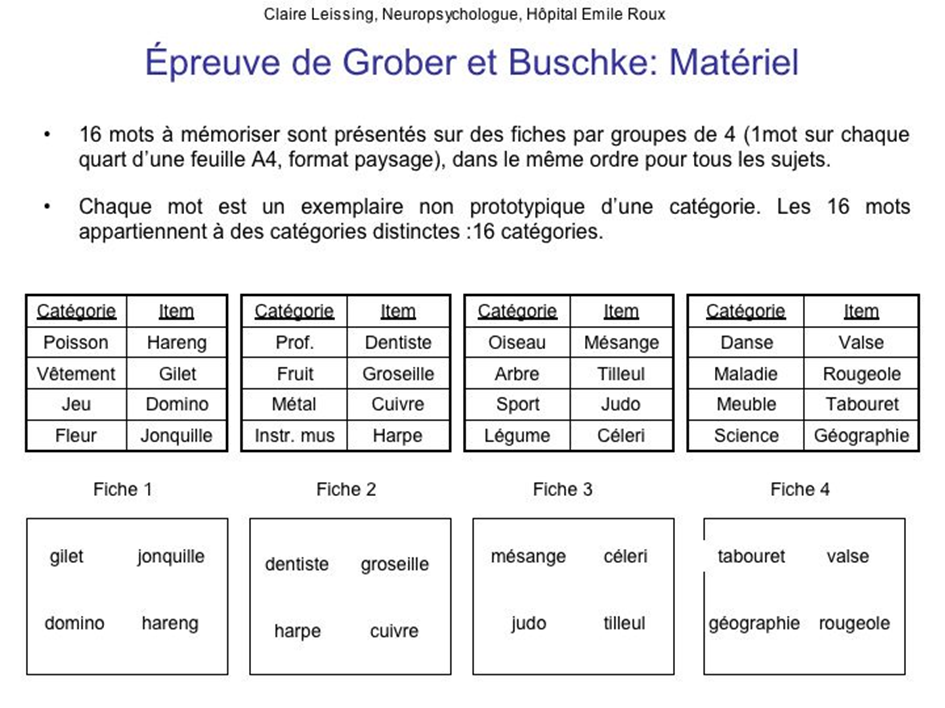 Claire Leissing, Neuropsychologue, Hôpital Emile Roux
Épreuve de Grober et Buschke: Matériel
• 16 mots à mémoriser sont présentés sur des fiches par groupes de 4 (1mot sur chaque
quart d'une feuille A4, format paysage), dans le même ordre pour tous les sujets.
• Chaque mot est un exemplaire non prototypique d'une catégorie. Les 16 mots
appartiennent à des catégories distinctes :16 catégories.
Catégorie Item Catégorie Item Catégorie Item Catégorie Item
Poisson Hareng Prof. Dentiste Oiseau Mésange Danse Valse
Vêtement Gilet Fruit Groseille Arbre Tilleul Maladie Rougeole
Jeu Domino Métal Cuivre Sport Judo Meuble Tabouret
Fleur Jonquille Instr. mus Harpe Légume Céleri Science Géographie
Fiche 1 Fiche 2 Fiche 3 Fiche 4
gilet jonquille dentiste groseille mésange céleri tabouret valse
domino hareng harpe cuivre judo tilleul géographie rougeole